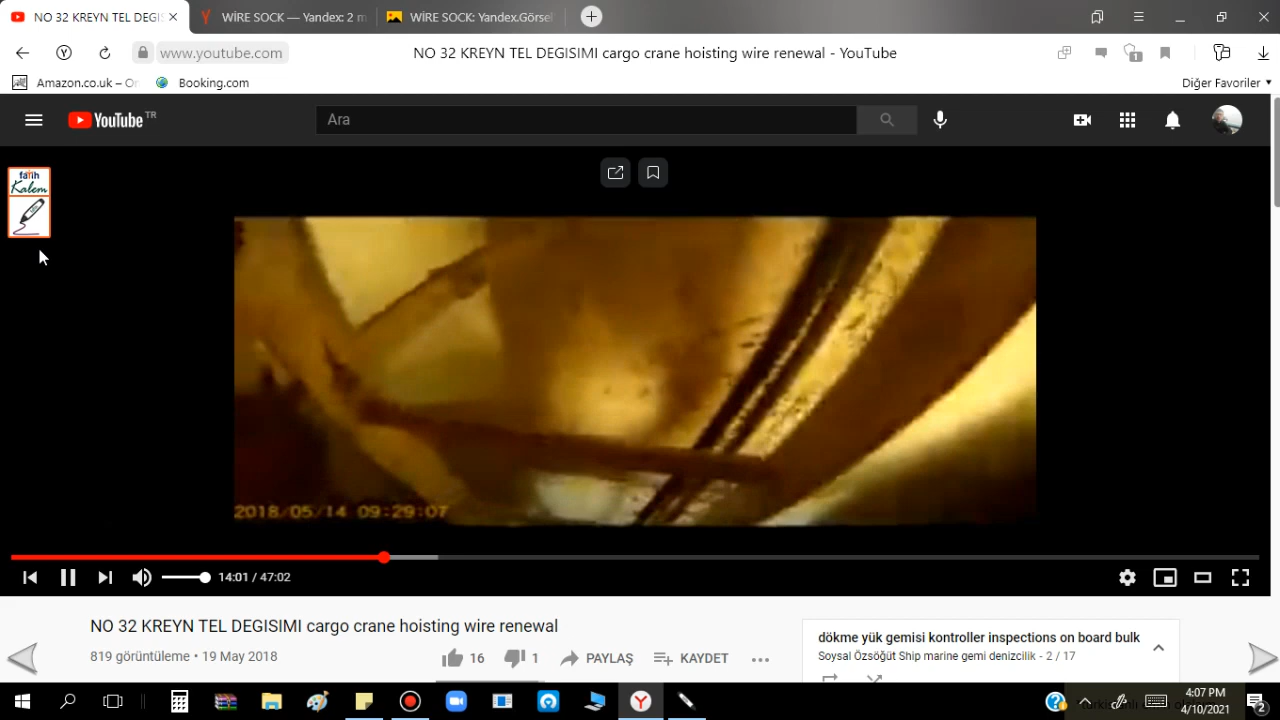 NO 32 KREYN TEL DEGIS
WİRE SOCK — Yandex: 2 m
WİRE SOCK: Yandex.Görsel
www.youtube.com
NO 32 KREYN TEL DEGISIMI cargo crane hoisting wire renewal - YouTube
1
Amazon.co.uk – O
Booking.com
Diğer Favoriler
YouTube TR
Ara
fatih
Kalem
2018/05/14 09:29:07
14:01 / 47:02
NO 32 KREYN TEL DEGISIMI cargo crane hoisting wire renewal
819 görüntüleme • 19 May 2018
16
1
PAYLAŞ
KAYDET
dökme yük gemisi kontroller inspections on board bulk
Soysal Özsöğüt Ship marine gemi denizcilik - 2 / 17
4:07 PM
4/10/2021
2